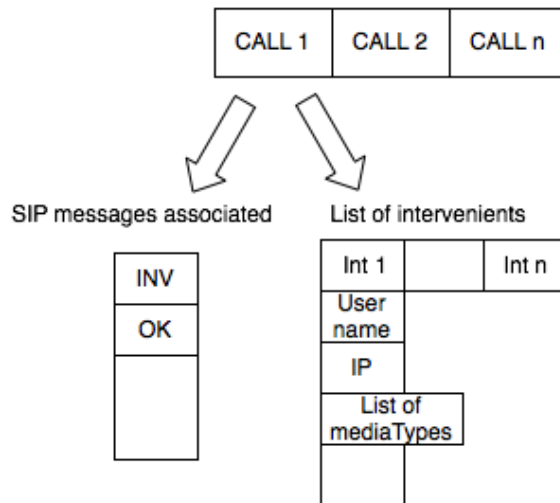 CALL 1 CALL 2 CALL n
SIP messages associated
List of intervenients
INV
OK
Int 1 Int n
User
name
IP
List of
mediaTypes